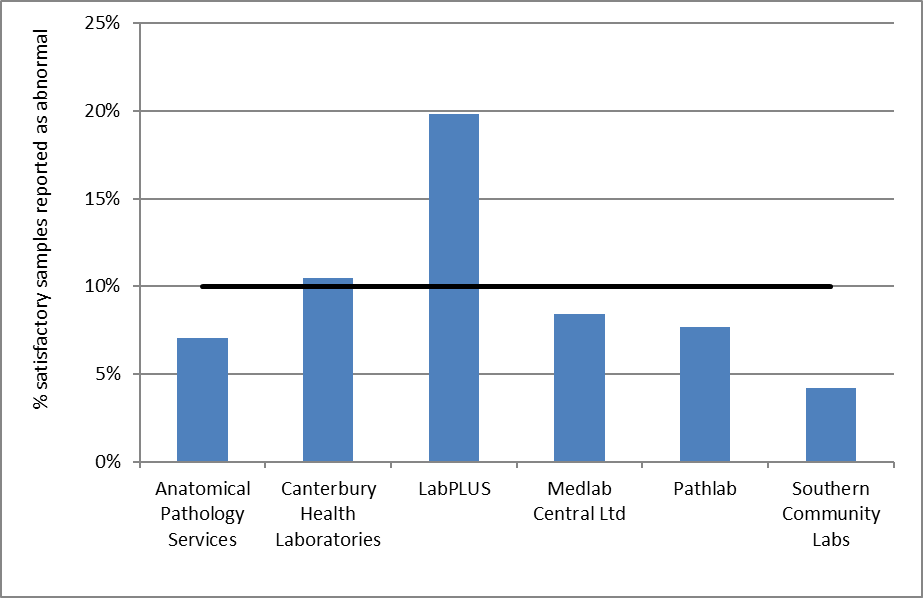 % satisfactory samples reported as abnormal
25%
20%
15%
10%
5%
0%
Anatomical
Pathology
Services
Canterbury
Health
Laboratories
LabPLUS
Medlab
Central Ltd
Pathlab
Southern
Community
Labs